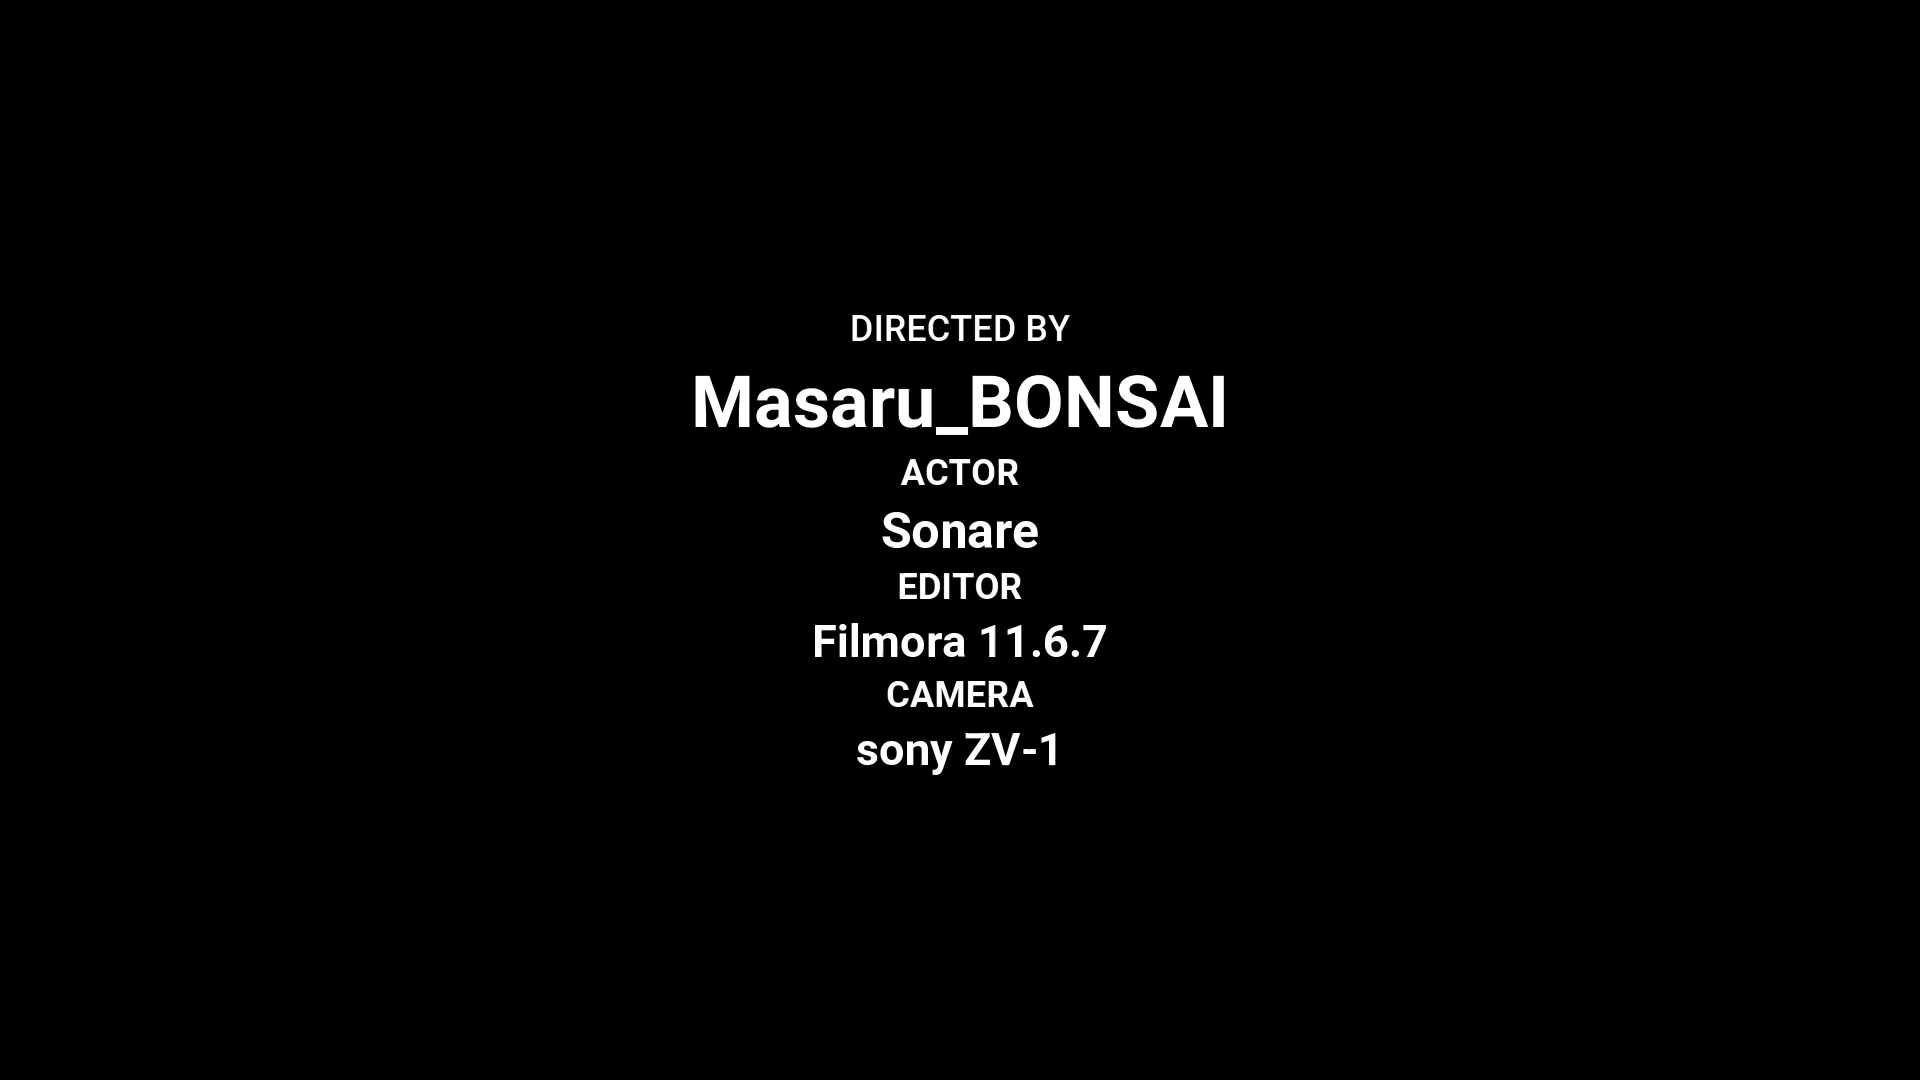 DIRECTED BY
Masaru_BONSAI
ACTOR
Sonare
EDITOR
Filmora 11.6.7
CAMERA
sony ZV-1